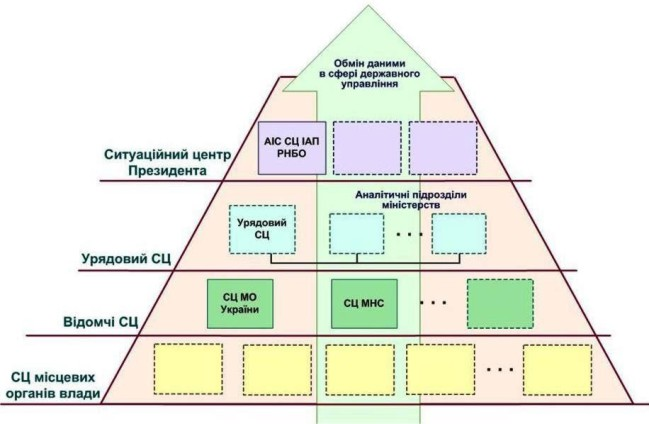 Обмін даними
в сфері державного
управління
АІС СЦ ІАП
РНБО
Ситуаційний центр
Президента
Аналітичні підрозділи
міністерств
Урядовий
СЦ
. . .
Урядовий СЦ
СЦ МО
України
СЦ МНС
. . .
Відомчі СЦ
. . .
СЦ місцевих
органів влади